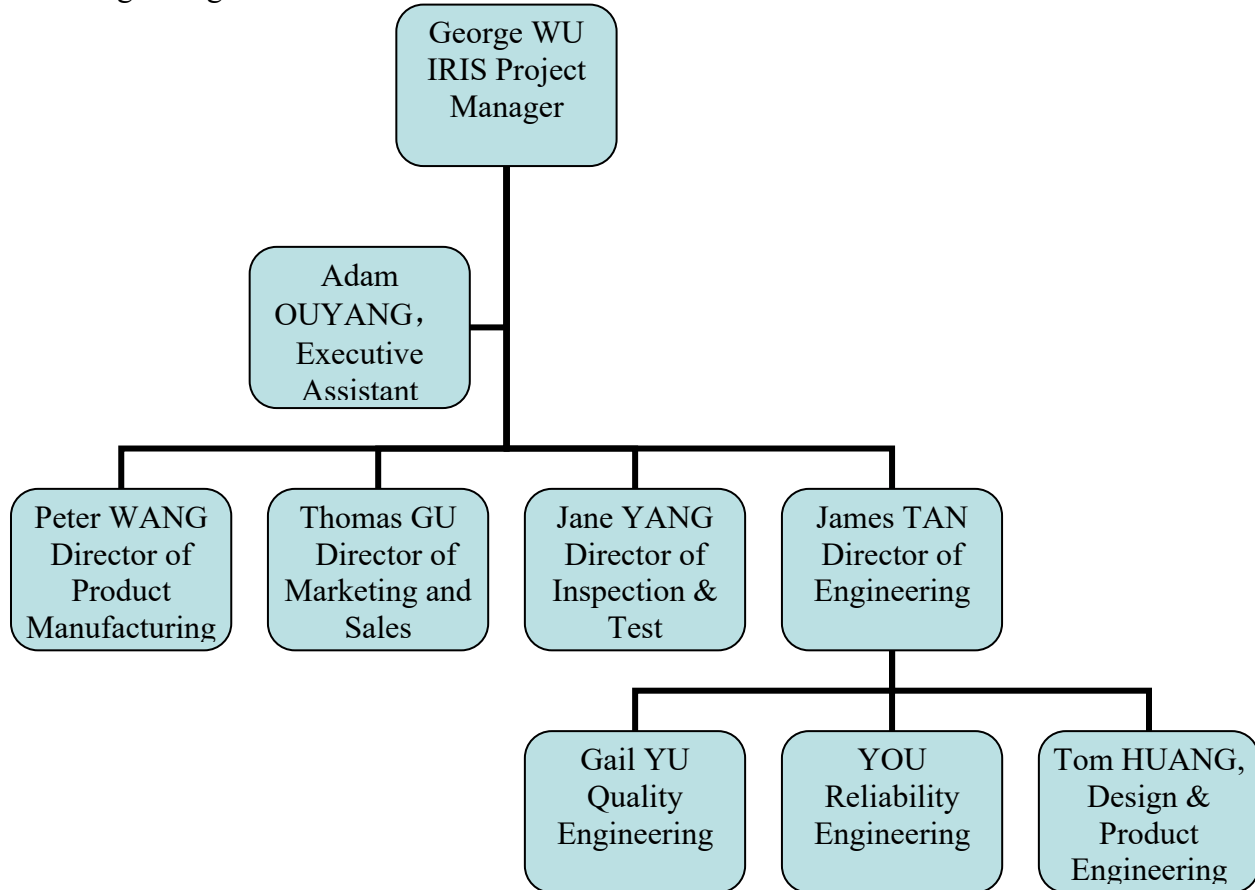 George WU
IRIS Project
Manager
Adam
OUYANG，
Executive
Assistant
Peter WANG
Director of
Product
Manufacturing
Thomas GU
Director of
Marketing and
Sales
Jane YANG
Director of
Inspection &
Test
James TAN
Director of
Engineering
Gail YU
Quality
Engineering
YOU
Reliability
Engineering
Tom HUANG,
Design &
Product
Engineering